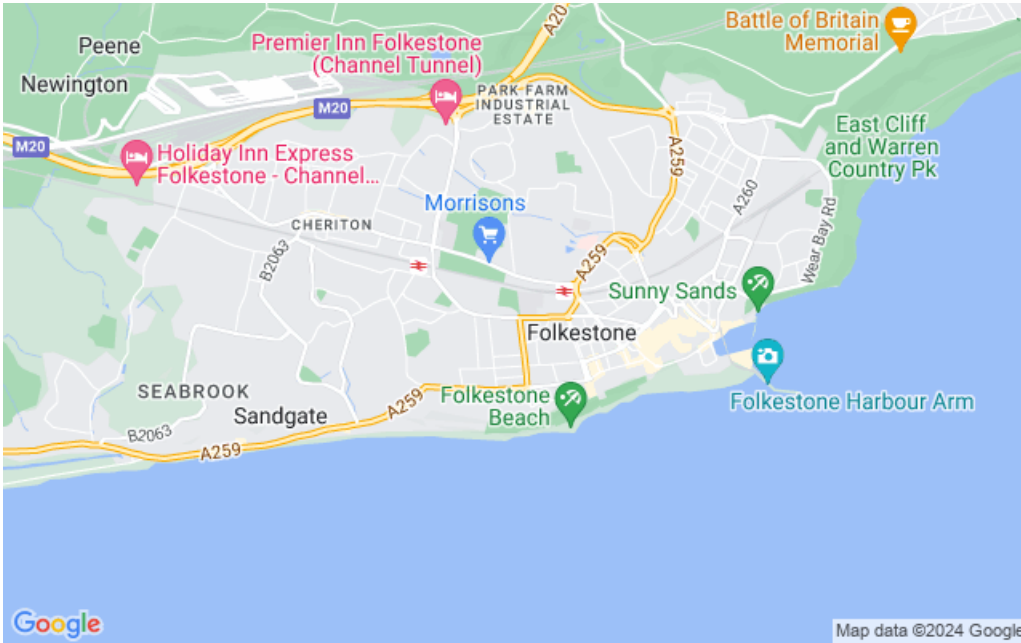 Peene
Newington
M20
M20
A20
Premier Inn Folkestone
(Channel Tunnel)
PARK FARM
INDUSTRIAL
ESTATE
Battle of Britain
Memorial
East Cliff
and Warren
Country Pk
Holiday Inn Express
Folkestone - Channel...
A259
A260
Wear Bay Rd
Morrisons
CHERITON
B2063
A259
Sunny Sands
Folkestone
SEABROOK
Sandgate
A259
Folkestone
Beach
Folkestone Harbour Arm
B2063
A259
Google
Map data ©2024 Google